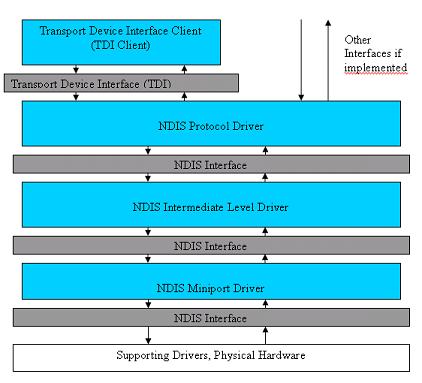 Transport Device Interface Client
(TDI Client)
Other
Interfaces if
implemented
Transport Device Interface (TDI)
NDIS Protocol Driver
NDIS Interface
NDIS Intermediate Level Driver
NDIS Interface
NDIS Miniport Driver
NDIS Interface
Supporting Drivers, Physical Hardware